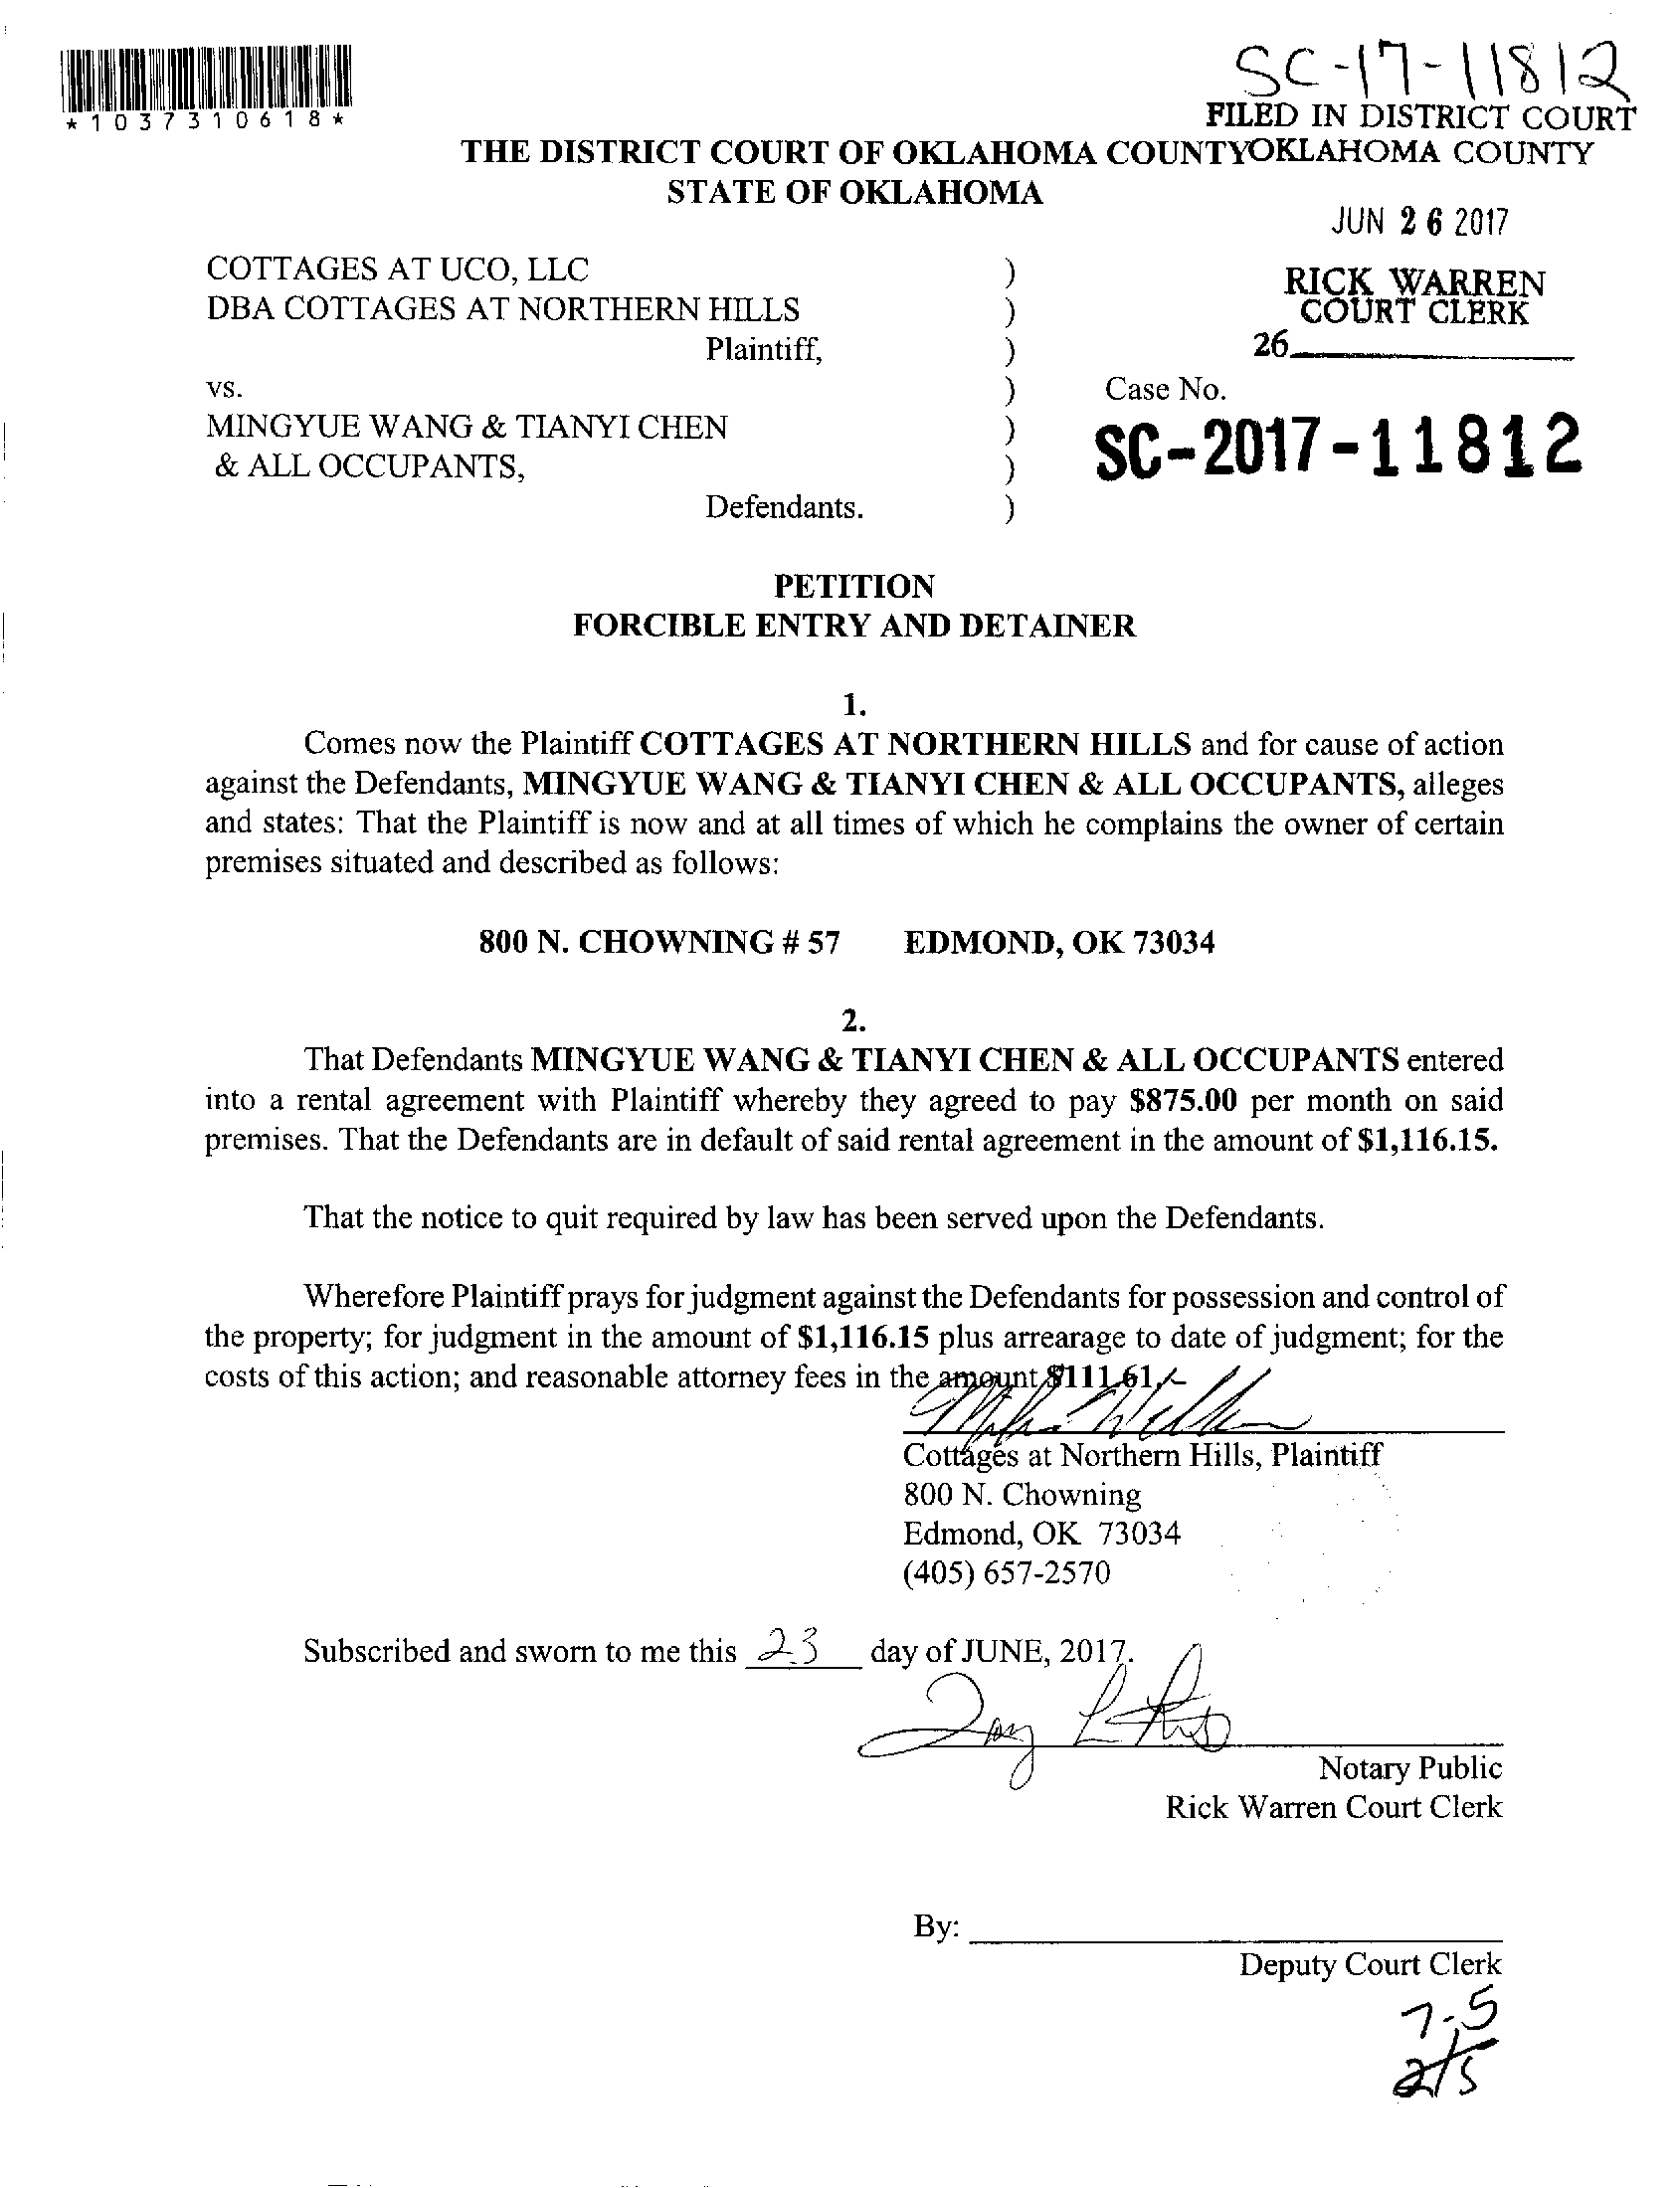 SC-17-11812
*1037310618*
FILED IN DISTRICT COURT
THE DISTRICT COURT OF OKLAHOMA COUNTYOKLAHOMA COUNTY
STATE OF OKLAHOMA
JUN 26 2017
COTTAGES AT UCO, LLC )
RICK WARREN
DBA COTTAGES AT NORTHERN HILLS )
COURT CLERK
Plaintiff, )
26
vs. ) Case No.
MINGYUE WANG & TIANYI CHEN )
SC-2017-11812
& ALL OCCUPANTS, )
Defendants. )
PETITION
FORCIBLE ENTRY AND DETAINER
1.
Comes now the Plaintiff COTTAGES AT NORTHERN HILLS and for cause of action
against the Defendants, MINGYUE WANG & TIANYI CHEN & ALL OCCUPANTS, alleges
and states: That the Plaintiff is now and at all times of which he complains the owner of certain
premises situated and described as follows:
800 N. CHOWNING # 57 EDMOND, OK 73034
2.
That Defendants MINGYUE WANG & TIANYI CHEN & ALL OCCUPANTS entered
into a rental agreement with Plaintiff whereby they agreed to pay $875.00 per month on said
premises. That the Defendants are in default of said rental agreement in the amount of $1,116.15.
That the notice to quit required by law has been served upon the Defendants.
Wherefore Plaintiff prays for judgment against the Defendants for possession and control of
the property; for judgment in the amount of $1,116.15 plus arrearage to date of judgment; for the
costs of this action; and reasonable attorney fees in the amount $111.61.
Cottages at Northern Hills, Plaintiff
800 N. Chowning
Edmond, OK 73034
(405) 657-2570
Subscribed and sworn to me this 23 day of JUNE, 2017.
Notary Public
Rick Warren Court Clerk
By:
Deputy Court Clerk
7-5